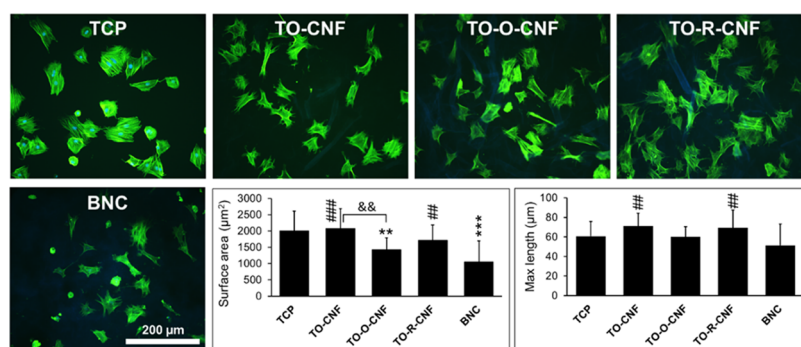 TCP
TO-CNF
TO-O-CNF
TO-R-CNF
BNC
200 µm
Surface area (µm²)
3000
2500
2000
1500
1000
500
0
###
&&
**
##
***
TCP
TO-CNF
TO-O-CNF
TO-R-CNF
BNC
Max length (µm)
100
80
60
40
20
0
##
##
TCP
TO-CNF
TO-O-CNF
TO-R-CNF
BNC